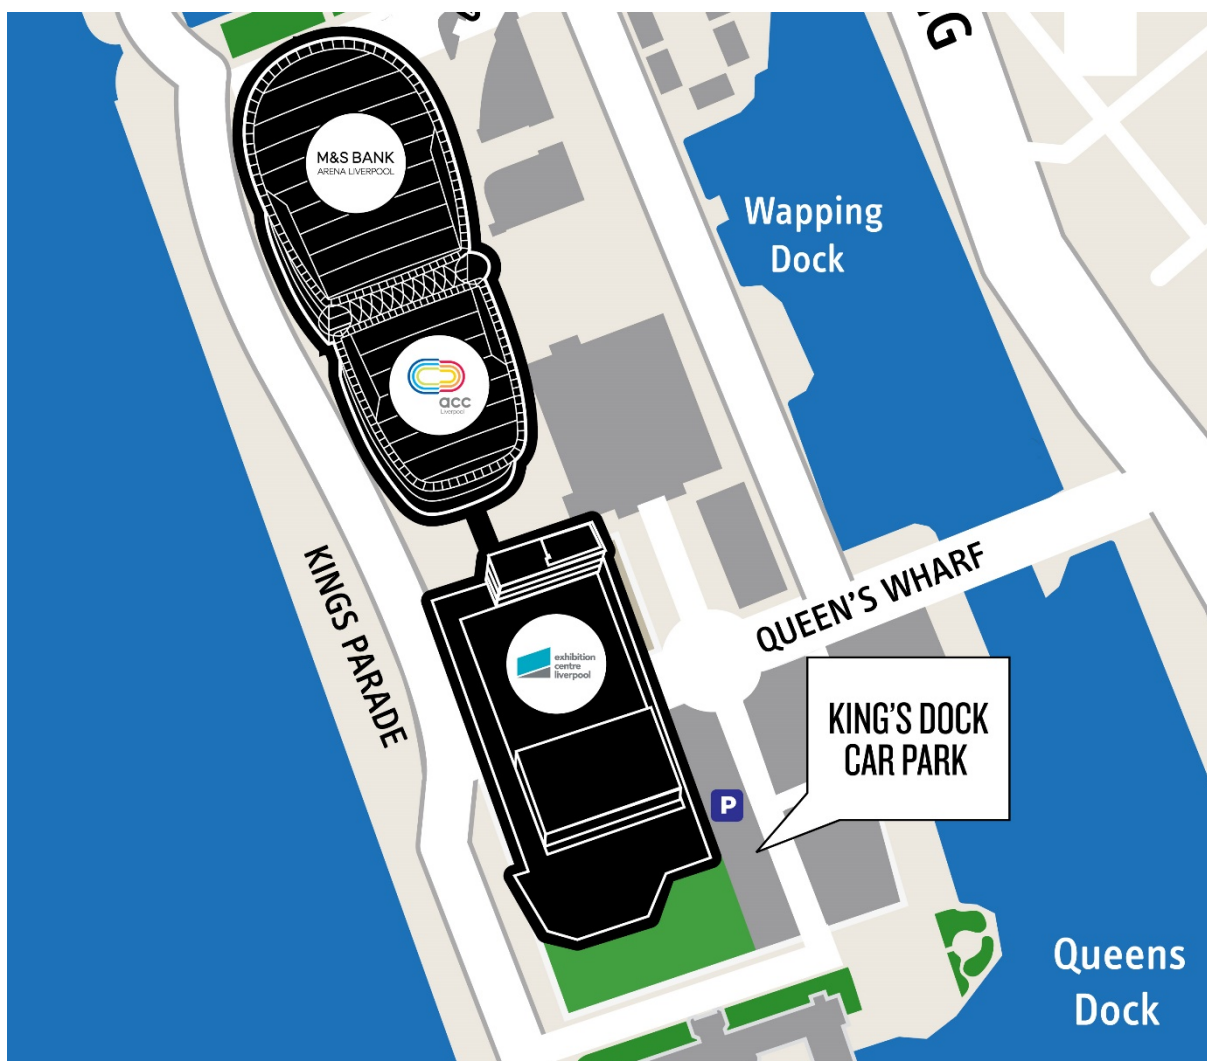 NG
M&S BANK
ARENA LIVERPOOL
Wapping
Dock
acc
Liverpool
KINGS PARADE
QUEEN'S WHARF
exhibition
centre
liverpool
KING'S DOCK
CAR PARK
P
Queens
Dock